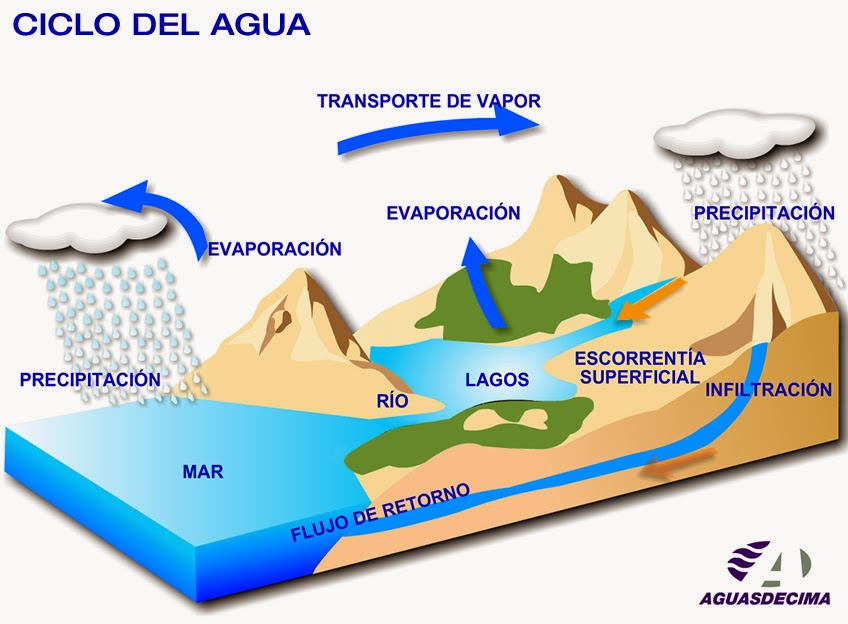 CICLO DEL AGUA
TRANSPORTE DE VAPOR
EVAPORACIÓN
PRECIPITACIÓN
EVAPORACIÓN
PRECIPITACIÓN
ESCORRENTÍA
SUPERFICIAL
LAGOS
INFILTRACIÓN
RÍO
MAR
FLUJO DE RETORNO
AD
AGUASDECIMA